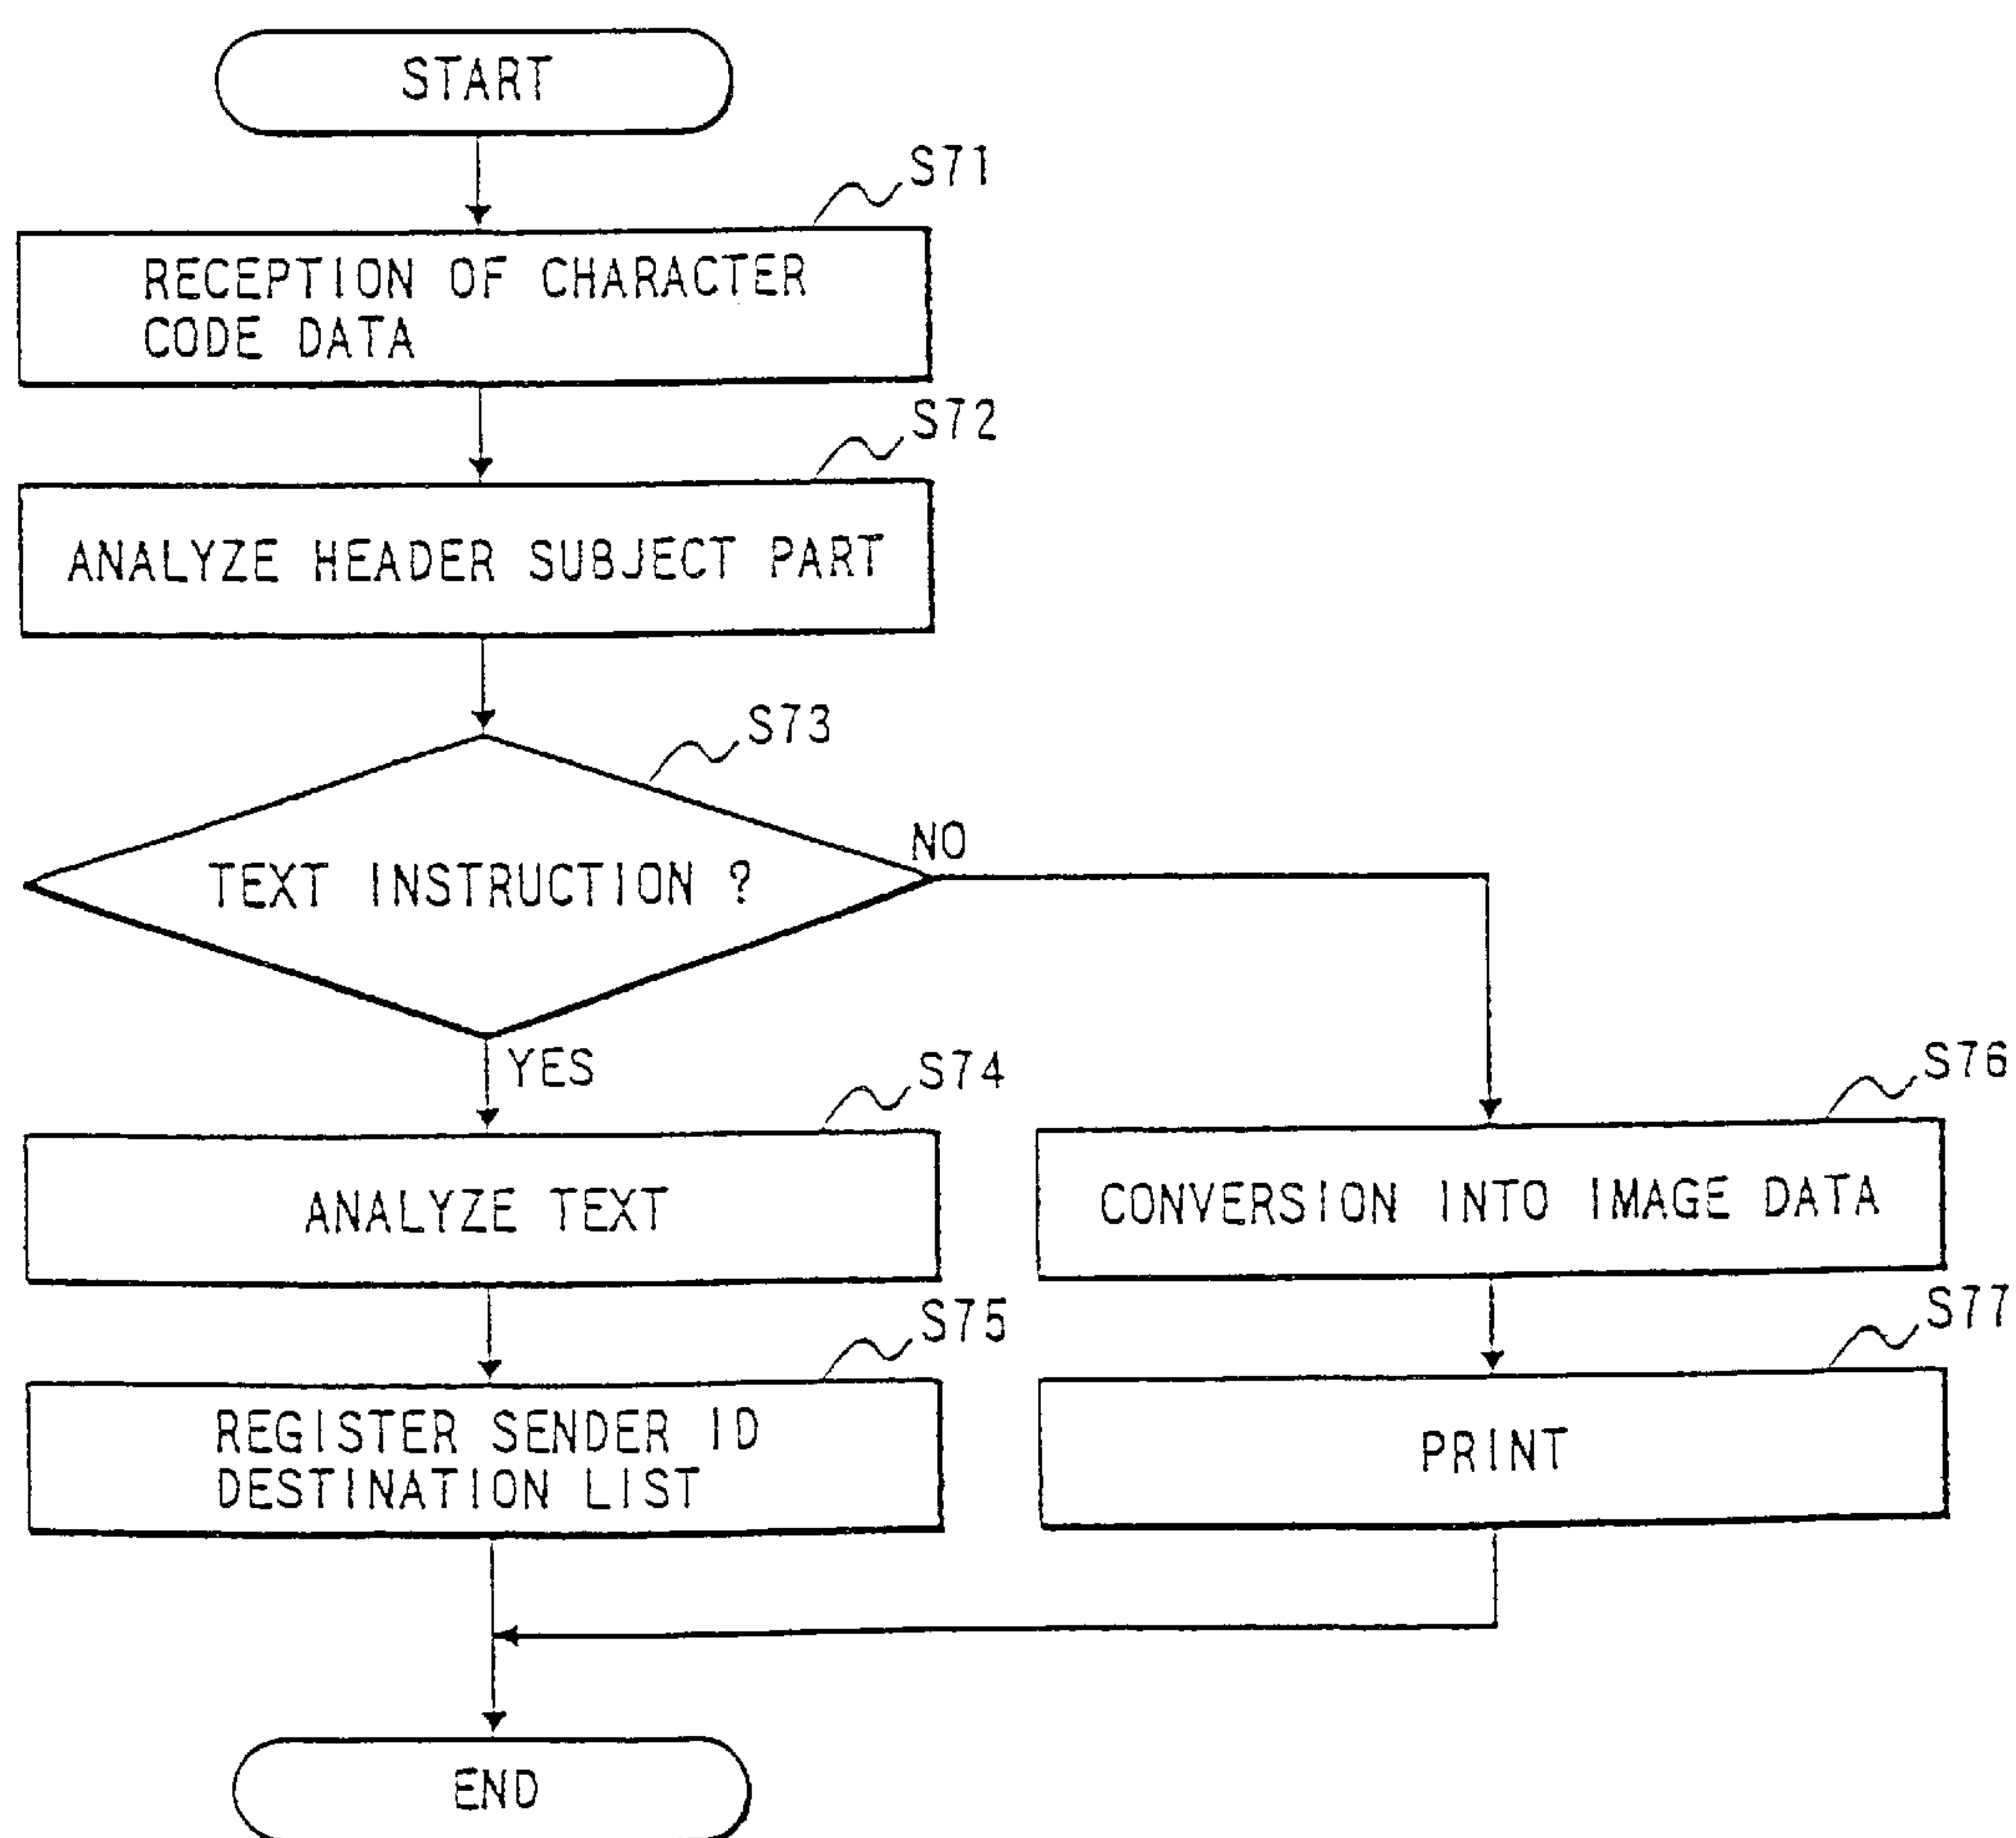 START
S71
RECEPTION OF CHARACTER
CODE DATA
S72
ANALYZE HEADER SUBJECT PART
S73
TEXT INSTRUCTION ?
NO
YES
S74
ANALYZE TEXT
S76
CONVERSION INTO IMAGE DATA
S75
REGISTER SENDER ID
DESTINATION LIST
S77
PRINT
END